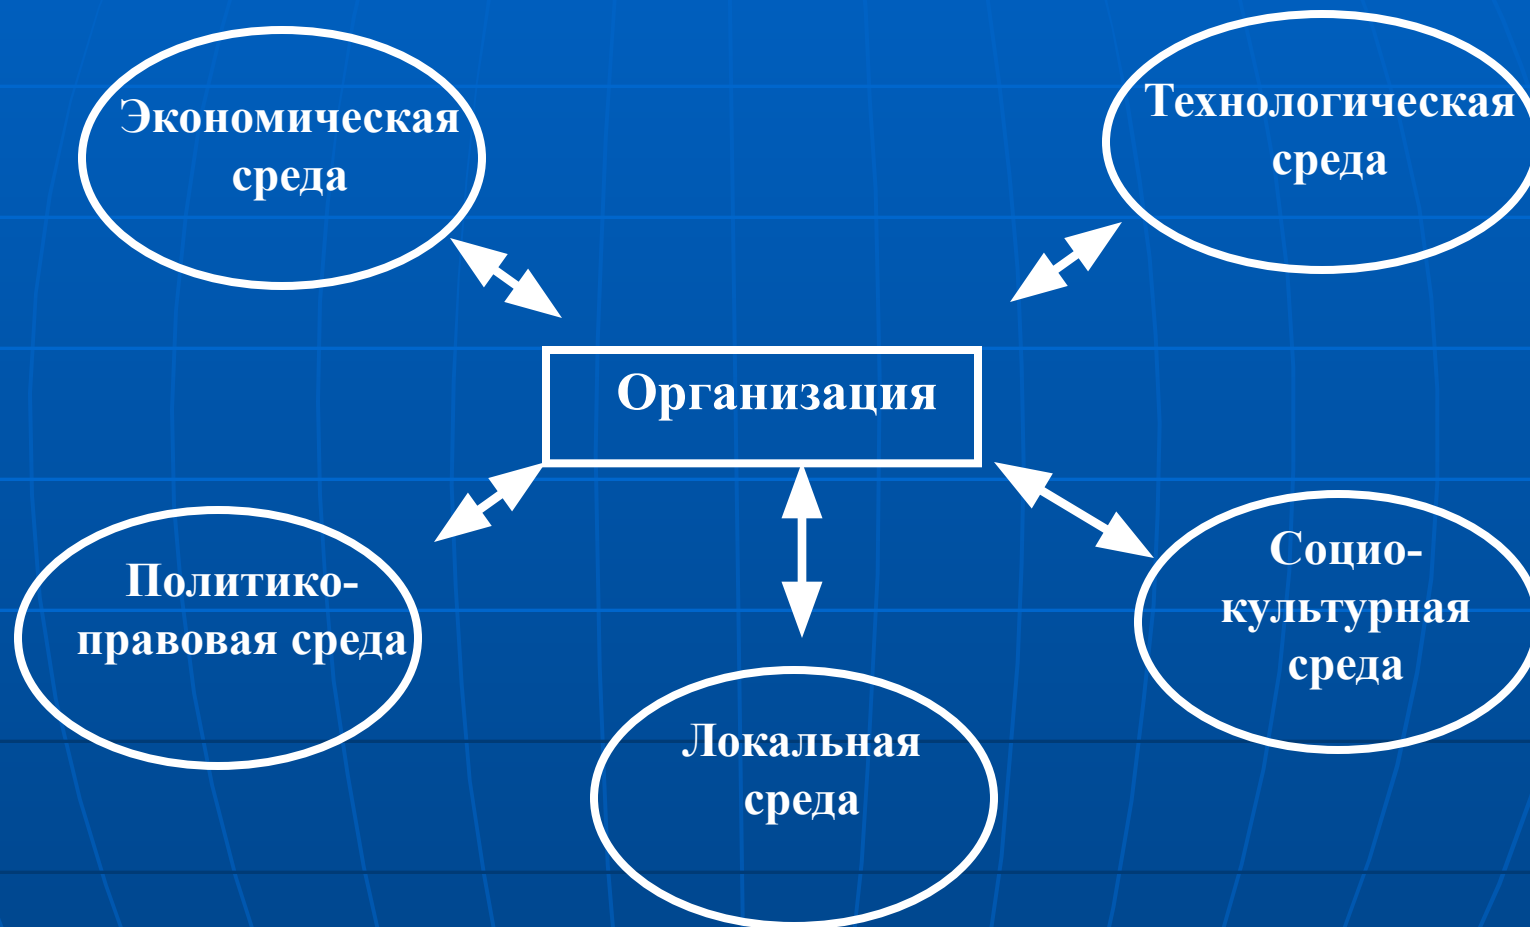 Экономическая
среда
Технологическая
среда
Организация
Политико-
правовая среда
Социо-
культурная
среда
Локальная
среда